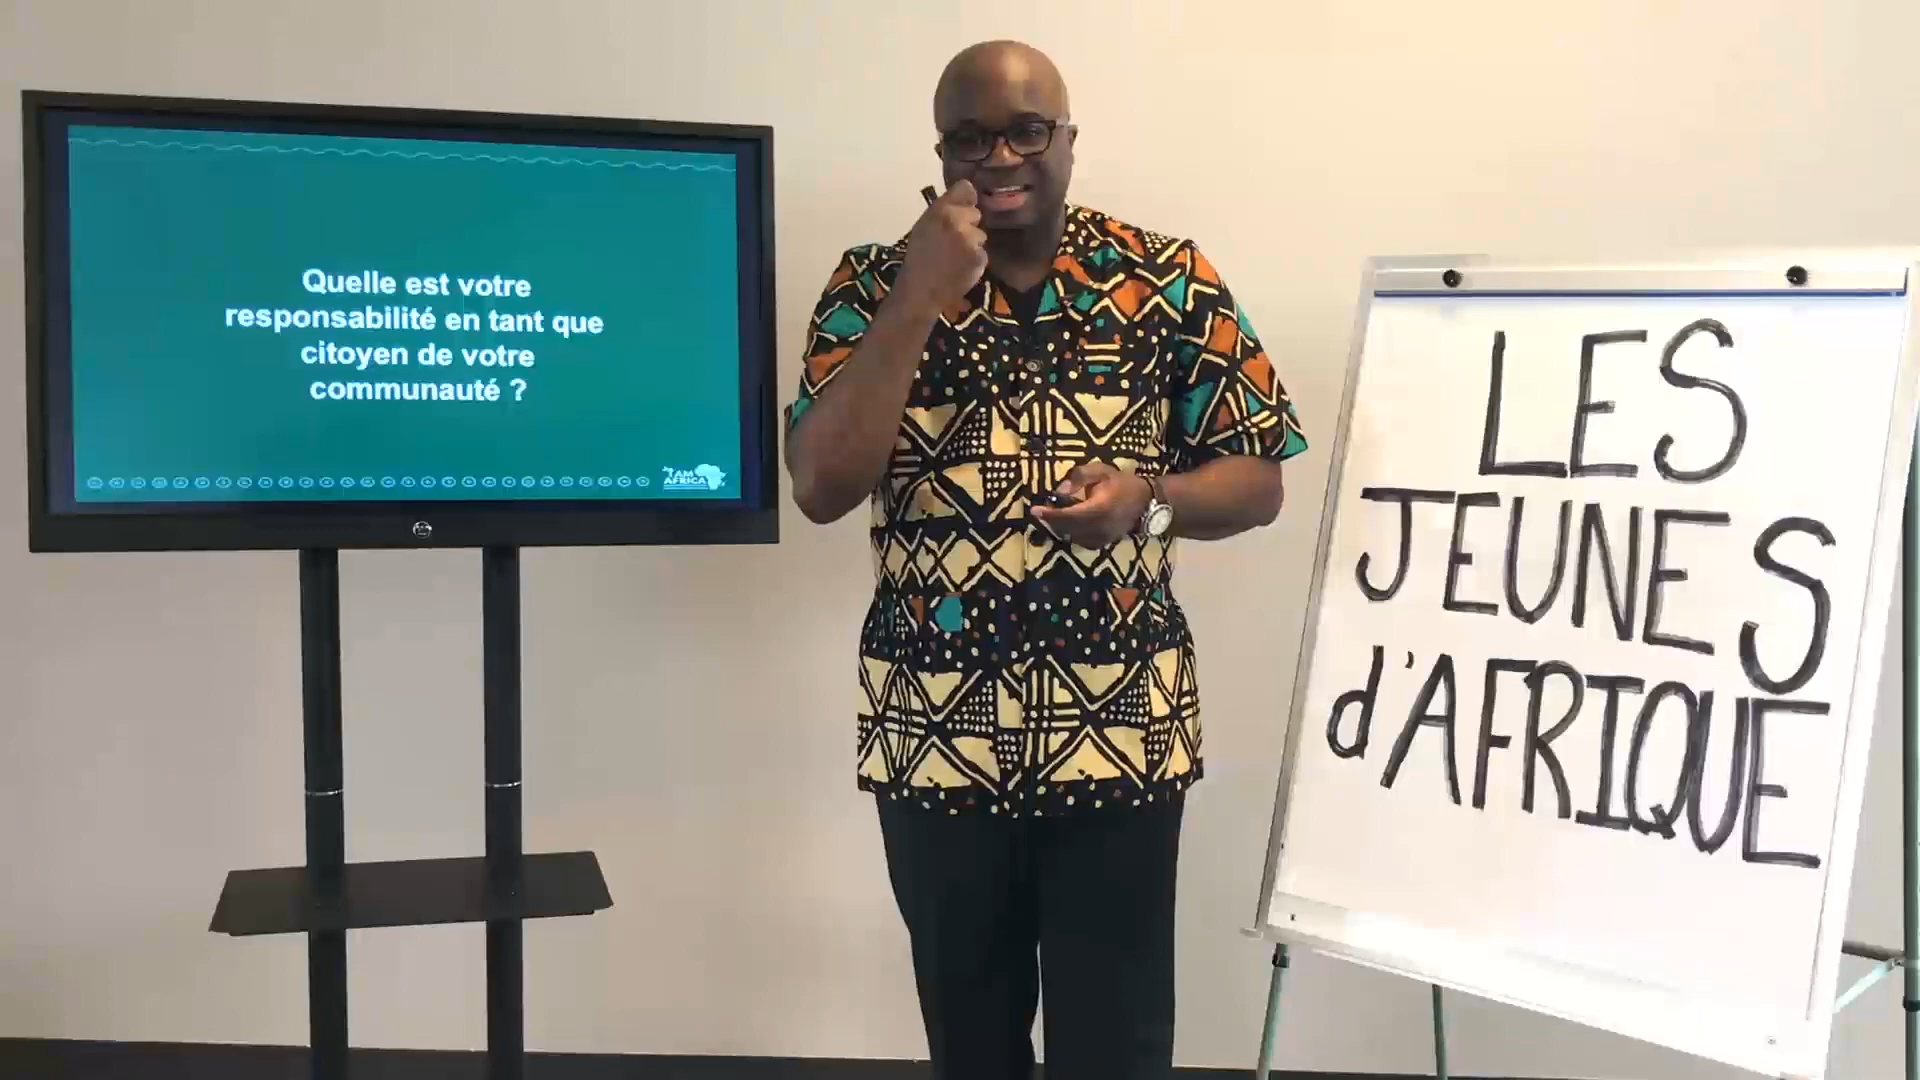 Quelle est votre
responsabilité en tant que
citoyen de votre
communauté ?
I AM
AFRICA
LES
JEUNES
d'AFRIQUE